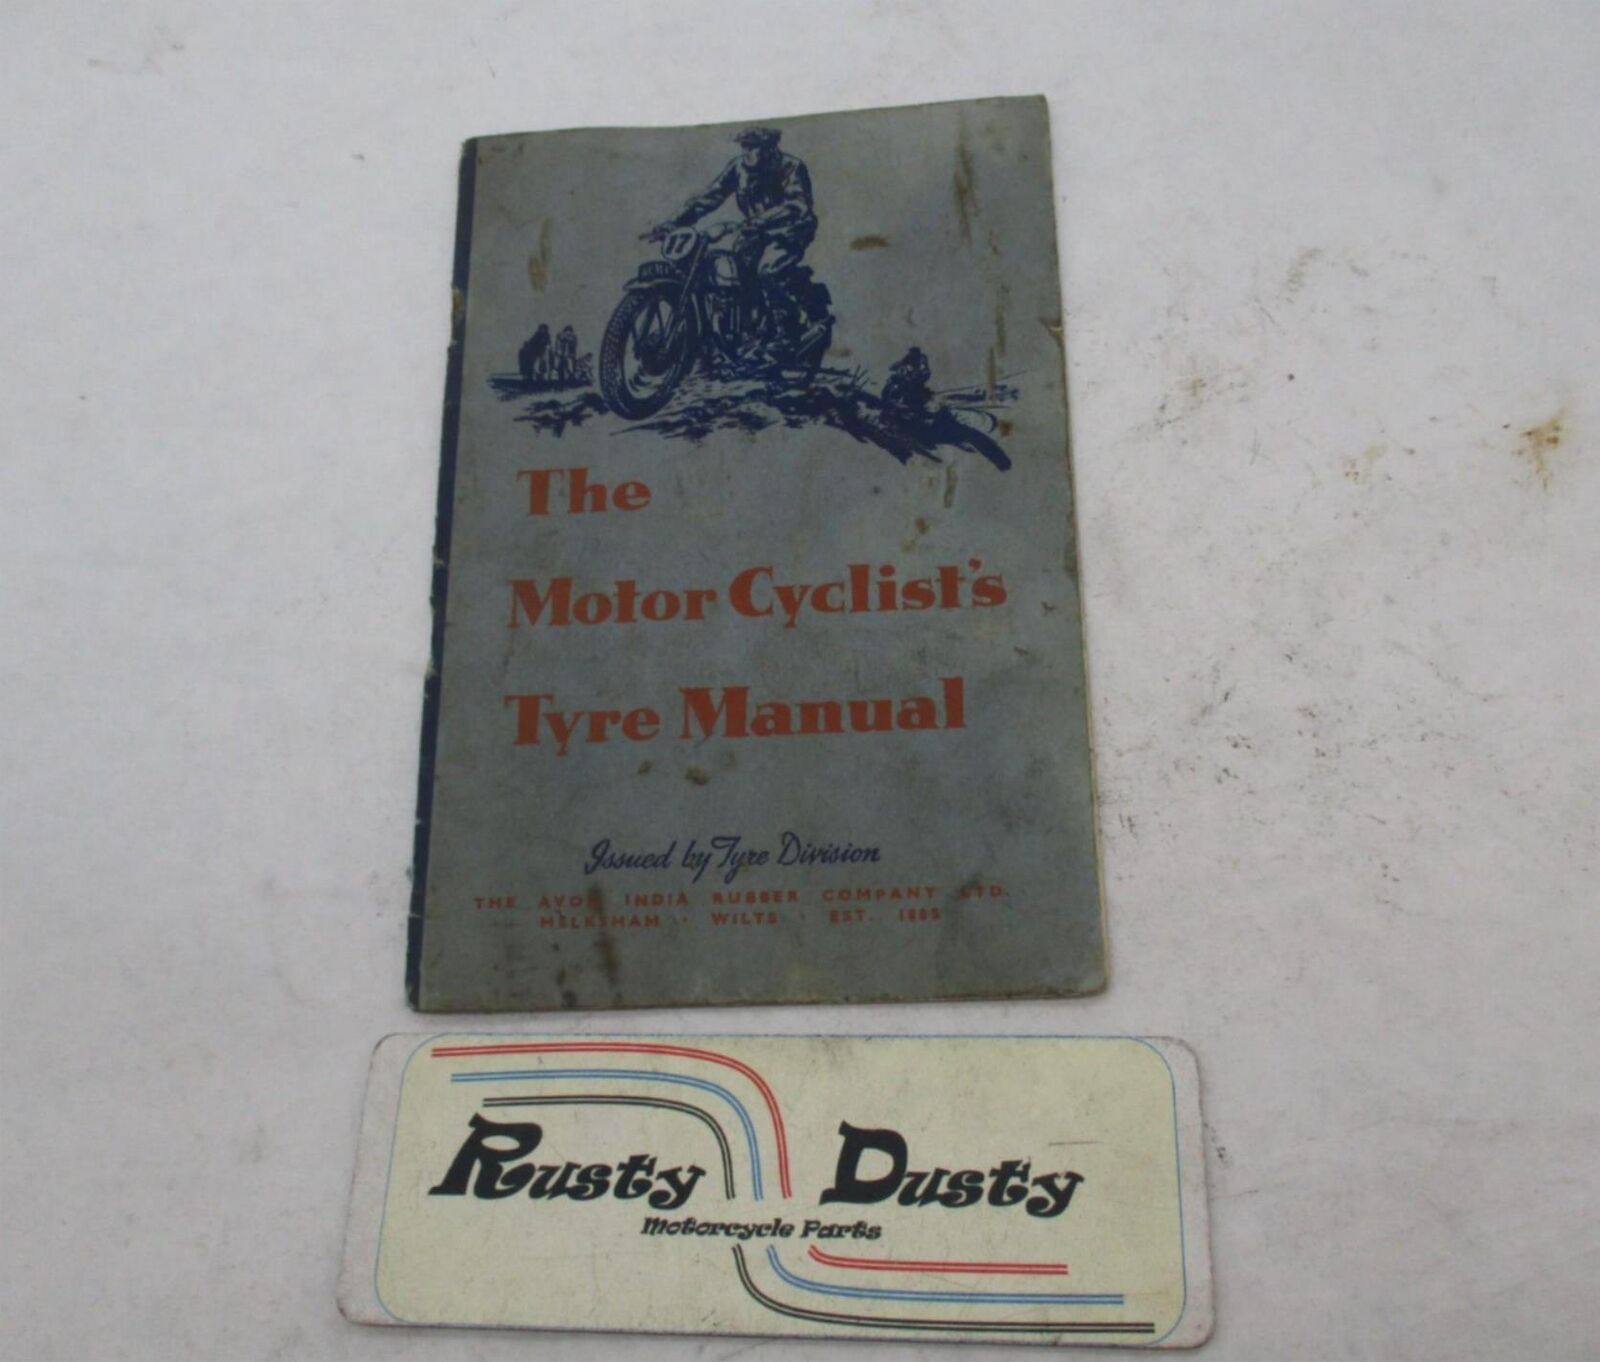 17
The
Motor Cyclist's
Tyre Manual
Issued by Tyre Division
THE AVON INDIA RUBBER COMPANY LTD.
MELKSHAM · WILTS · EST. 1885
Rusty Dusty
Motorcycle Parts